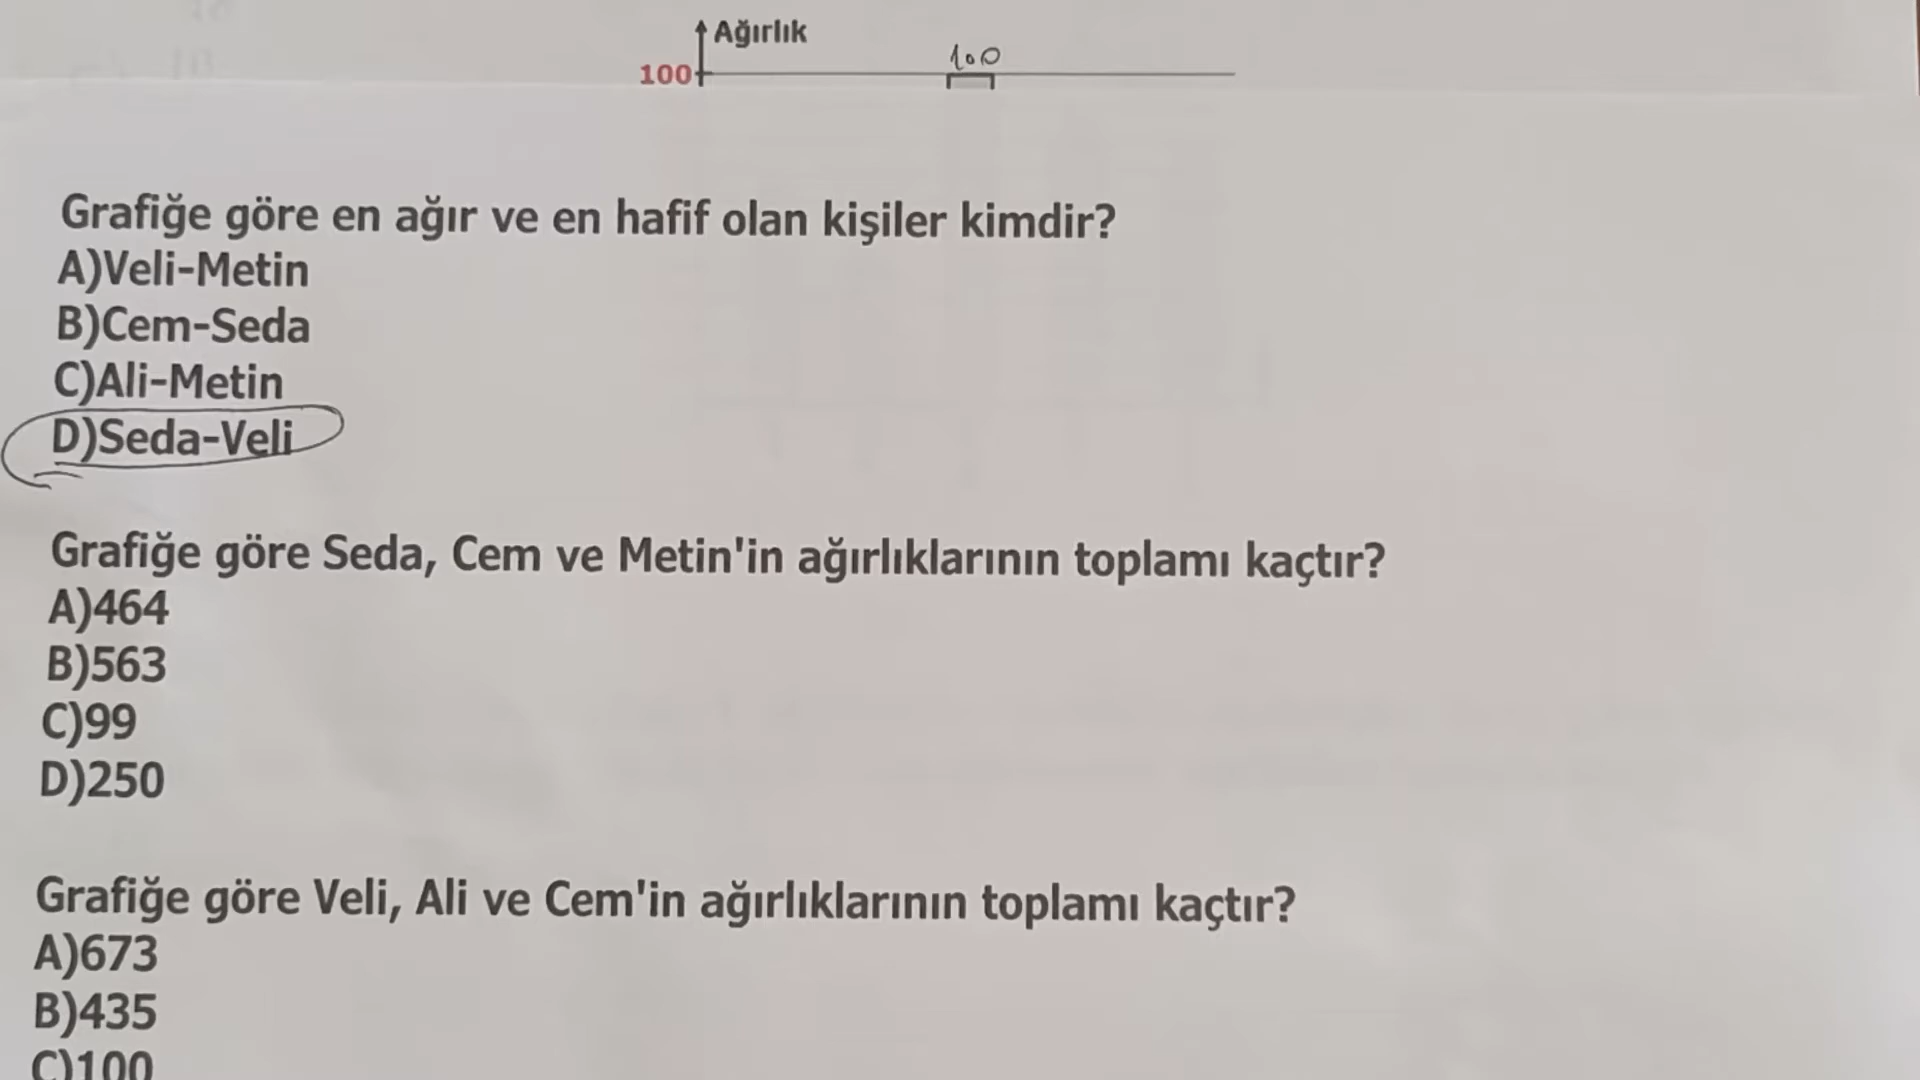 Ağırlık
100
100
Grafiğe göre en ağır ve en hafif olan kişiler kimdir?
A)Veli-Metin
B)Cem-Seda
C)Ali-Metin
D)Seda-Veli
Grafiğe göre Seda, Cem ve Metin'in ağırlıklarının toplamı kaçtır?
A)464
B)563
C)99
D)250
Grafiğe göre Veli, Ali ve Cem'in ağırlıklarının toplamı kaçtır?
A)673
B)435
C)100